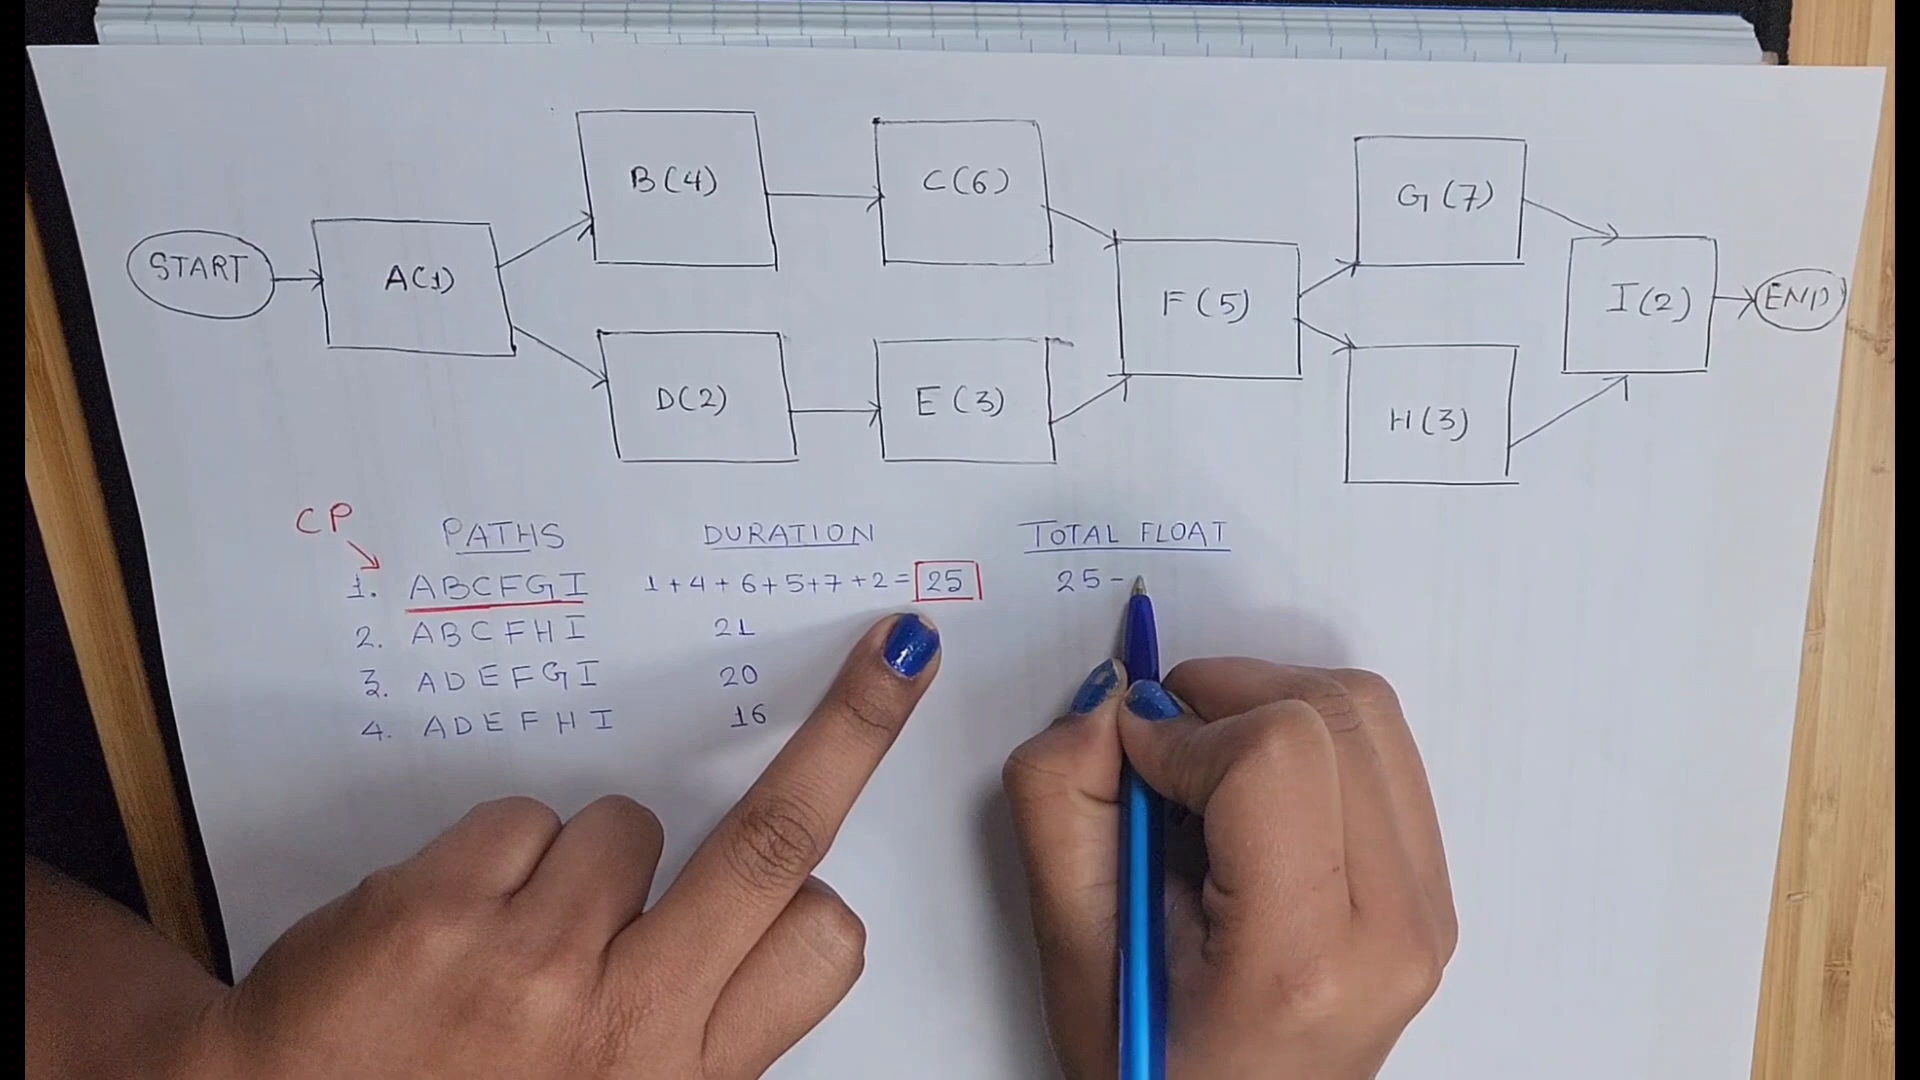 B(4)
C(6)
G(7)
START
A(1)
F(5)
I(2)
END
D(2)
E(3)
H(3)
CP
PATHS DURATION TOTAL FLOAT
1. ABCFGI 1+4+6+5+7+2= 25 25-
2. ABCFHI 21
3. ADEFGI 20
4. ADEFHI 16